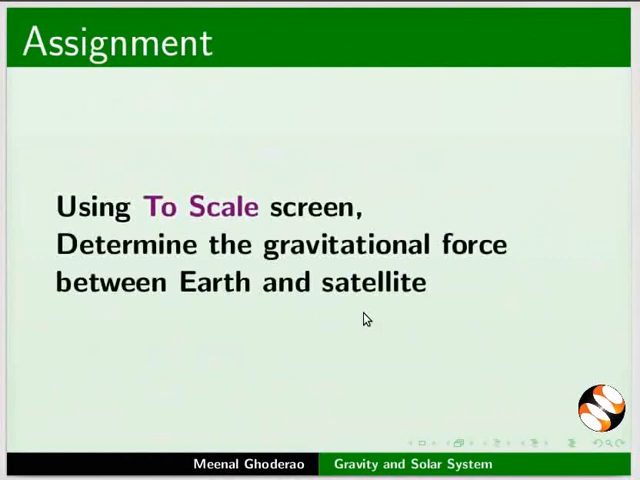 Assignment
Using To Scale screen,
Determine the gravitational force
between Earth and satellite
Meenal Ghoderao Gravity and Solar System